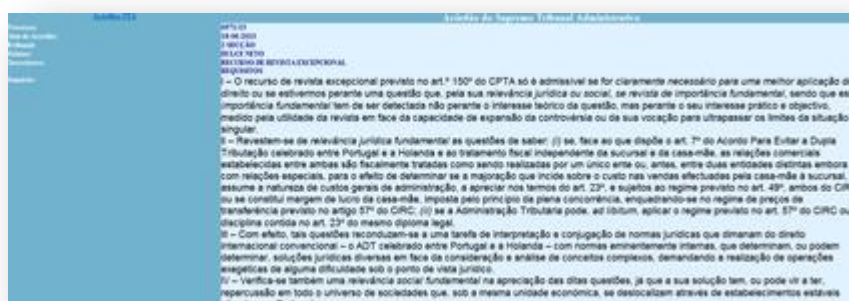 Acórdãos STA
Acórdão do Supremo Tribunal Administrativo
Processo:
Data do Acordão:
Tribunal: 2 SECÇÃO
Relator: DULCE NETO
Descritores: RECURSO DE REVISTA EXCEPCIONAL
REQUISITOS
Sumário:
I – O recurso de revista excepcional previsto no art.º 150º do CPTA só é admissível se for claramente necessário para uma melhor aplicação do
direito ou se estivermos perante uma questão que, pela sua relevância jurídica ou social, se revista de importância fundamental, sendo que essa
importância fundamental tem de ser detectada não perante o interesse teórico da questão, mas perante o seu interesse prático e objectivo,
medido pela utilidade da revista em face da capacidade de expansão da controvérsia ou da sua vocação para ultrapassar os limites da situação
singular.
II – Revestem-se de relevância jurídica fundamental as questões de saber: (i) se, face ao que dispõe o art. 7º do Acordo Para Evitar a Dupla
Tributação celebrado entre Portugal e a Holanda e ao tratamento fiscal independente da sucursal e da casa-mãe, as relações comerciais
estabelecidas entre ambas são fiscalmente tratadas como sendo realizadas por um único ente ou, antes, entre duas entidades distintas embora
com relações especiais, para o efeito de determinar se a majoração que incide sobre o custo nas vendas efectuadas pela casa-mãe à sucursal,
assume a natureza de custos gerais de administração, a apreciar nos termos do art. 23º, e sujeitos ao regime previsto no art. 49º, ambos do CIR
ou se constitui margem de lucro da casa-mãe, imposta pelo princípio da plena concorrência, enquadrando-se no regime de preços de
transferência previsto no artigo 57º do CIRC; (ii) se a Administração Tributária pode, ad libitum, aplicar o regime previsto no art. 57º do CIRC ou
disciplina contida no art. 23º do mesmo diploma legal.
III – Com efeito, tais questões reconduzem-se a uma tarefa de interpretação e conjugação de normas jurídicas que dimanam do direito
internacional convencional – o ADT celebrado entre Portugal e a Holanda – com normas eminentemente internas, que determinam, ou podem
determinar, soluções jurídicas diversas em face da consideração e análise de conceitos complexos, demandando a realização de operações
exegéticas de alguma dificuldade sob o ponto de vista jurídico.
IV – Verifica-se também uma relevância social fundamental na apreciação das ditas questões, já que a sua solução tem, ou pode vir a ter,
repercussão em todo o universo de sociedades que, sob a mesma unidade económica, se deslocalizam através de estabelecimentos estáveis